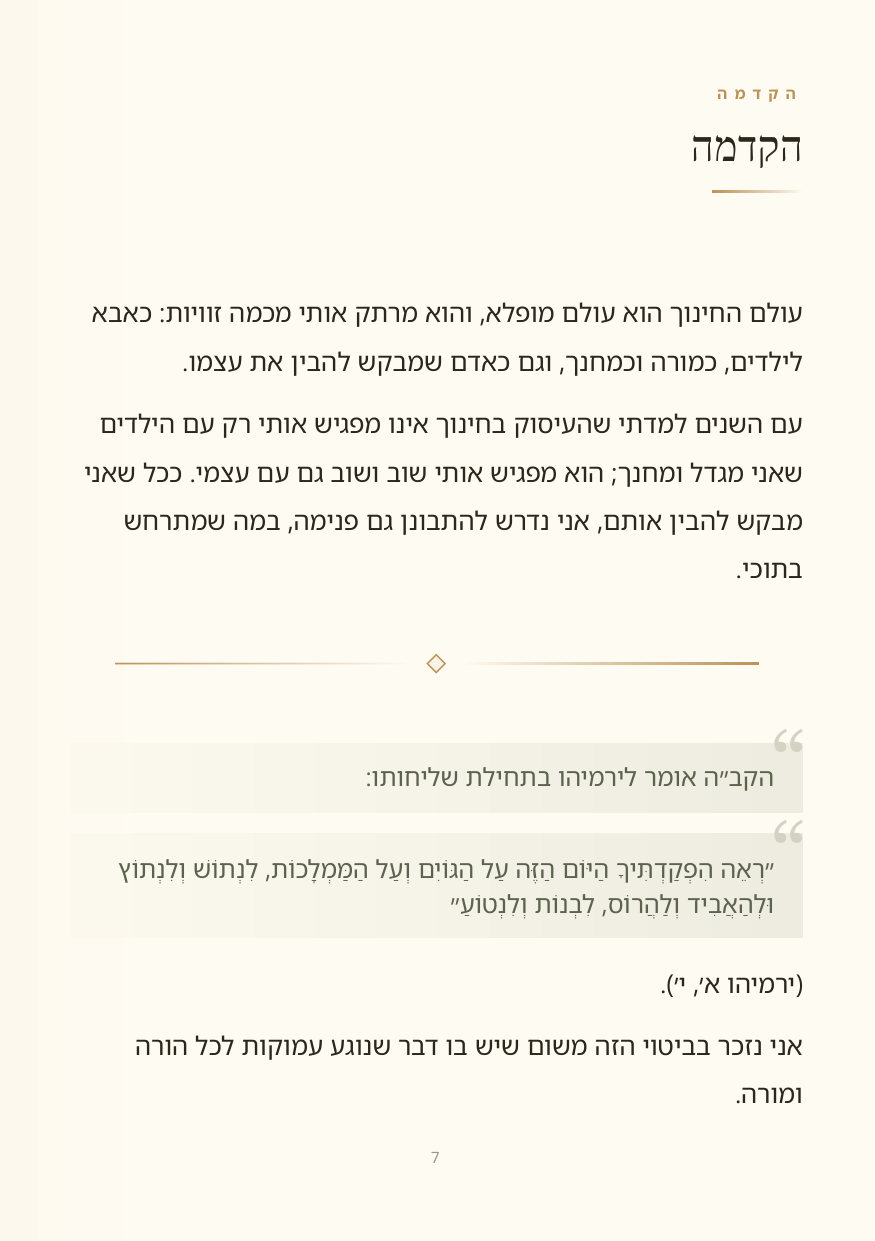 הקדמה
הקדמה
עולם החינוך הוא עולם מופלא, והוא מרתק אותי מכמה זוויות: כאבא
לילדים, כמורה וכמחנך, וגם כאדם שמבקש להבין את עצמו.
עם השנים למדתי שהעיסוק בחינוך אינו מפגיש אותי רק עם הילדים
שאני מגדל ומחנך; הוא מפגיש אותי שוב ושוב גם עם עצמי. ככל שאני
מבקש להבין אותם, אני נדרש להתבונן גם פנימה, במה שמתרחש
בתוכי.
הקב״ה אומר לירמיהו בתחילת שליחותו:
״רְאֵה הִפְקַדְתִּיךָ הַיּוֹם הַזֶּה עַל הַגּוֹיִם וְעַל הַמַּמְלָכוֹת, לִנְתוֹשׁ וְלִנְתוֹץ
וּלְהַאֲבִיד וְלַהֲרוֹס, לִבְנוֹת וְלִנְטוֹעַ״
(ירמיהו א׳, י׳).
אני נזכר בביטוי הזה משום שיש בו דבר שנוגע עמוקות לכל הורה
ומורה.
7